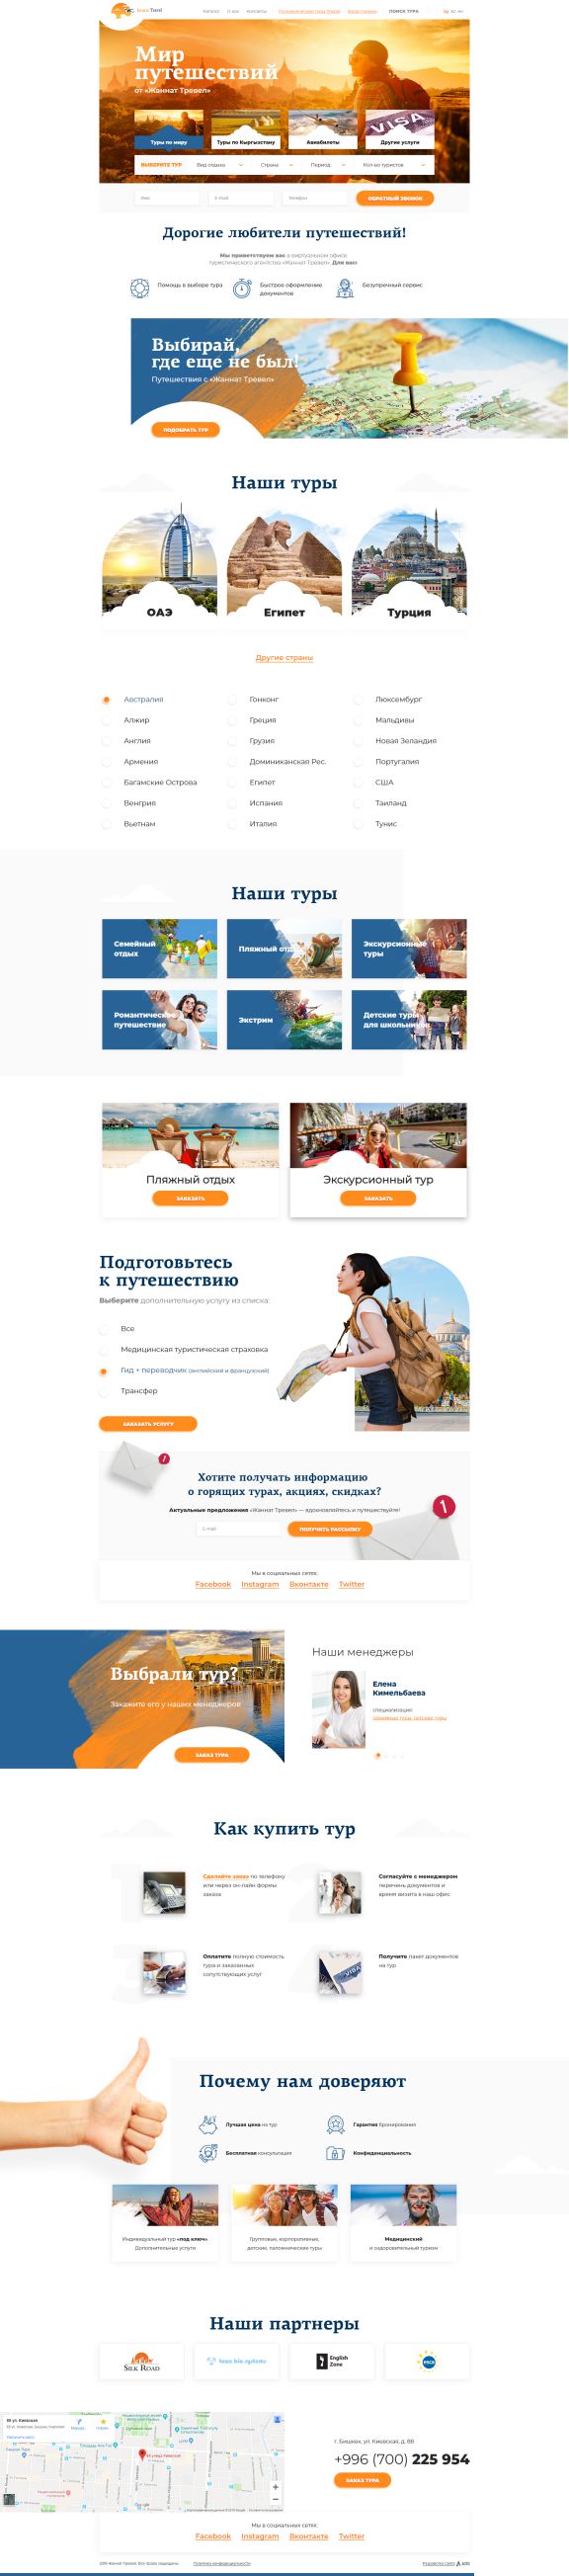 Каталог О нас Контакты
ПОИСК ТУРА
Мир
путешествий
от «Жаннат Тревел»
VISA
Туры по миру
Туры по Кыргызстану
Авиабилеты
Другие услуги
ВЫБЕРИТЕ ТУР Вид отдыха Страна Период Кол-во туристов
E-mail
Телефон
ОБРАТНЫЙ ЗВОНОК
Дорогие любители путешествий!
Мы приветствуем вас в виртуальном офисе
туристического агентства «Жаннат Тревел». Для вас:
Помощь в выборе тура
Быстрое оформление
документов
Безупречный сервис
Выбирай,
где еще не был!
Путешествия с «Жаннат Тревел»
ПОДОБРАТЬ ТУР
Наши туры
ОАЭ
Египет
Турция
Другие страны
Австралия Гонконг Люксембург
Алжир Греция Мальдивы
Англия Грузия Новая Зеландия
Армения Доминиканская Рес. Португалия
Багамские Острова Египет США
Венгрия Испания Таиланд
Вьетнам Италия Тунис
Наши туры
Семейный
отдых
Пляжный отдых
Экскурсионные
туры
Романтическое
путешествие
Экстрим
Детские туры
для школьников
Пляжный отдых
ЗАКАЗАТЬ
Экскурсионный тур
ЗАКАЗАТЬ
Подготовьтесь
к путешествию
Выберите дополнительную услугу из списка:
Все
Медицинская туристическая страховка
Гид + переводчик (английский и французский)
Трансфер
ЗАКАЗАТЬ УСЛУГУ
1
Хотите получать информацию
о горящих турах, акциях, скидках?
1
Актуальные предложения «Жаннат Тревел» — вдохновляйтесь и путешествуйте!
E-mail
ПОЛУЧИТЬ РАССЫЛКУ
Мы в социальных сетях:
Facebook Instagram Вконтакте Twitter
Выбрали тур?
Закажите его у наших менеджеров
ЗАКАЗ ТУРА
Наши менеджеры
Елена
Кимельбаева
специализация:
Как купить тур
Сделайте заказ по телефону
или через он-лайн формы
заказа
Согласуйте с менеджером
перечень документов и
время визита в наш офис
Оплатите полную стоимость
тура и заказанных
сопутствующих услуг
VISA
Получите пакет документов
на тур
Почему нам доверяют
Лучшая цена на тур
Гарантия бронирования
Бесплатная консультация
Конфиденциальность
Индивидуальный тур «под ключ».
Дополнительные услуги
Групповые, корпоративные,
детские, паломнические туры
Медицинский
и оздоровительный туризм
Наши партнеры
SILK ROAD
English
Zone
г. Бишкек, ул. Киевская, д. 88
+996 (700) 225 954
ЗАКАЗ ТУРА
Google
Мы в социальных сетях:
Facebook Instagram Вконтакте Twitter
Политика конфиденциальности
Разработка сайта